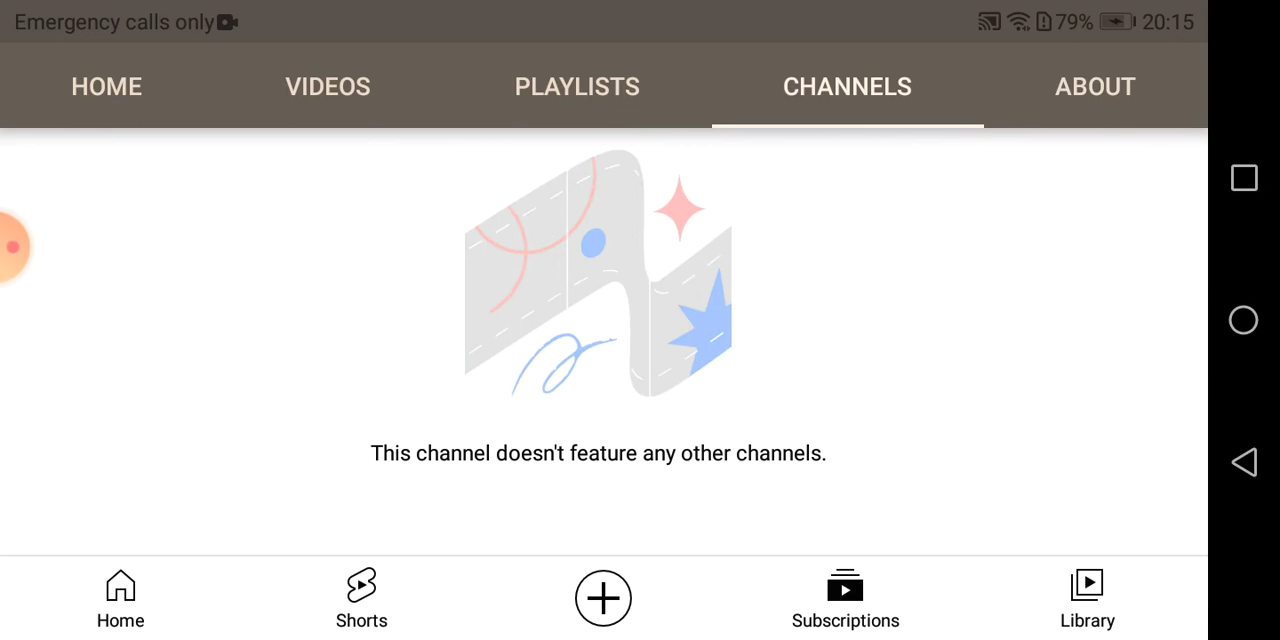 Emergency calls only 79% 20:15
HOME VIDEOS PLAYLISTS CHANNELS ABOUT
This channel doesn't feature any other channels.
Home Shorts Subscriptions Library